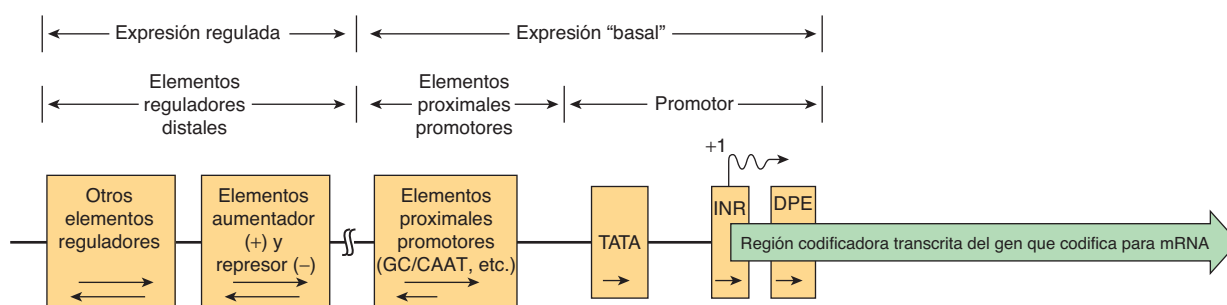 Expresión regulada
Expresión “basal”
Elementos
reguladores
distales
Elementos
proximales
promotores
Promotor
+1
Otros
elementos
reguladores
Elementos
aumentador
(+) y
represor (–)
Elementos
proximales
promotores
(GC/CAAT, etc.)
TATA
INR
DPE
Región codificadora transcrita del gen que codifica para mRNA